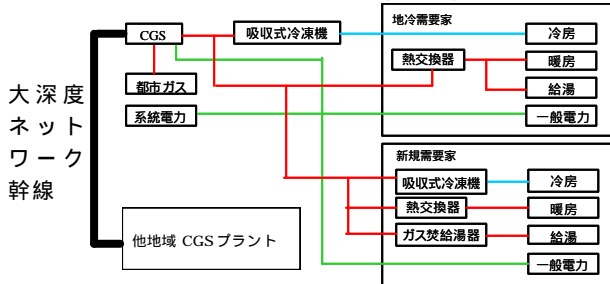 大深度
ネット
ワーク
幹線
CGS
都市ガス
系統電力
他地域 CGS プラント
吸収式冷凍機
地冷需要家
熱交換器
冷房
暖房
給湯
一般電力
新規需要家
吸収式冷凍機
熱交換器
ガス焚給湯器
冷房
暖房
給湯
一般電力